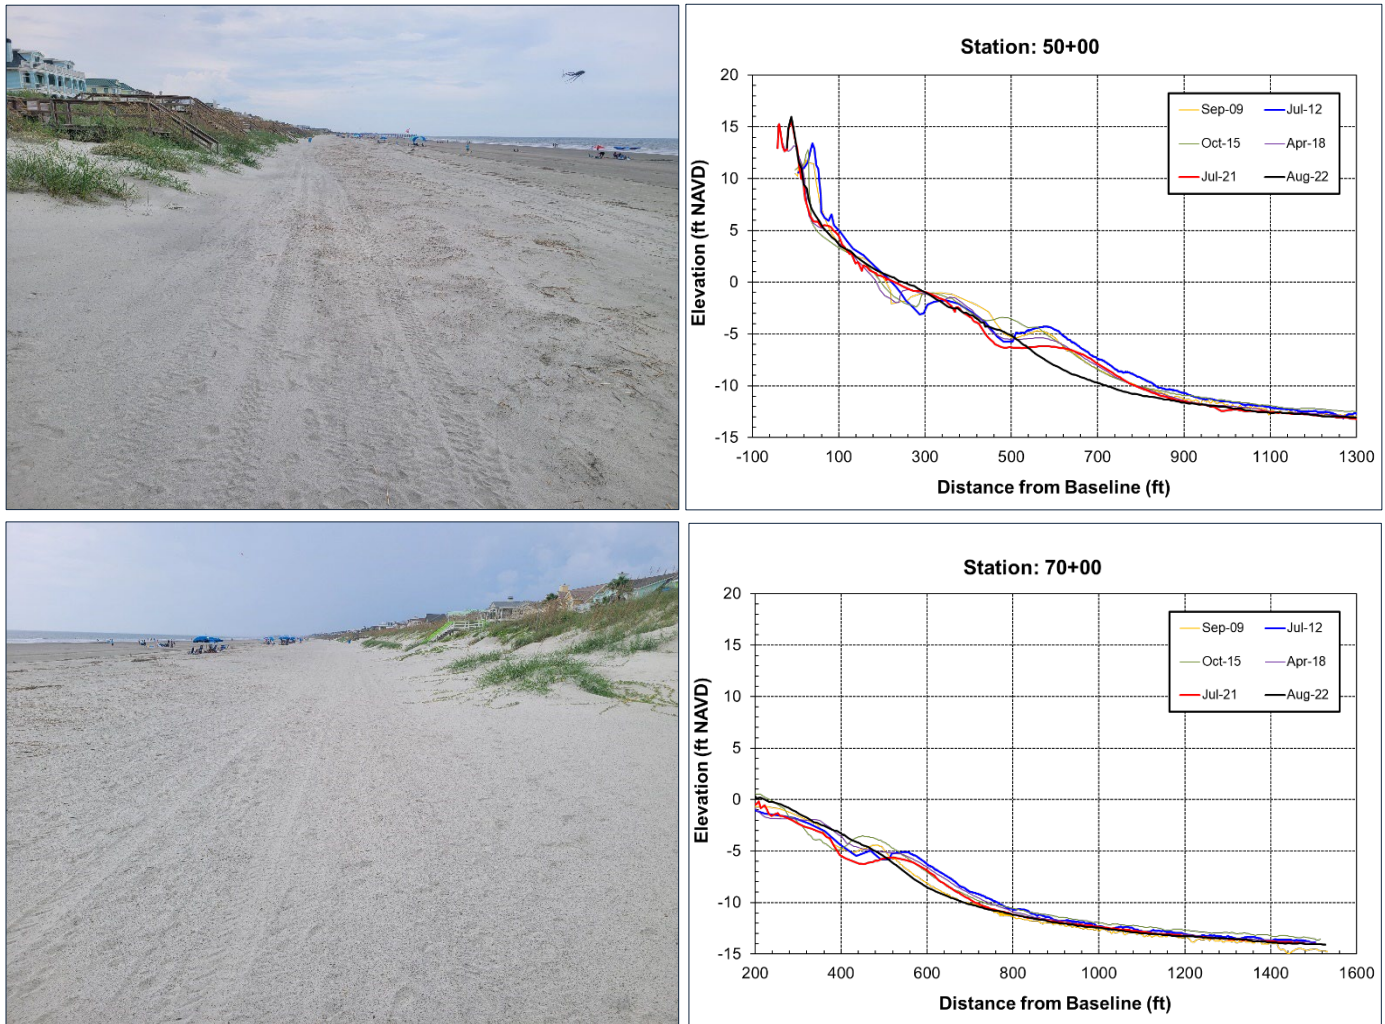 Station: 50+00
20
15
10
5
0
-5
-10
-15
Elevation (ft NAVD)
Sep-09 Jul-12
Oct-15 Apr-18
Jul-21 Aug-22
-100 100 300 500 700 900 1100 1300
Distance from Baseline (ft)
Station: 70+00
20
15
10
5
0
-5
-10
-15
Elevation (ft NAVD)
Sep-09 Jul-12
Oct-15 Apr-18
Jul-21 Aug-22
200 400 600 800 1000 1200 1400 1600
Distance from Baseline (ft)